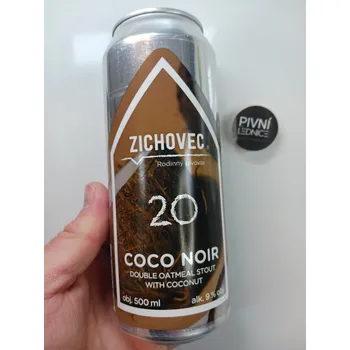 ZICHOVEC
Rodinný pivovar
20
COCO NOIR
DOUBLE OATMEAL STOUT
WITH COCONUT
obj. 500 ml
alk. 9 % obj.
PIVNÍ
LEDNICE